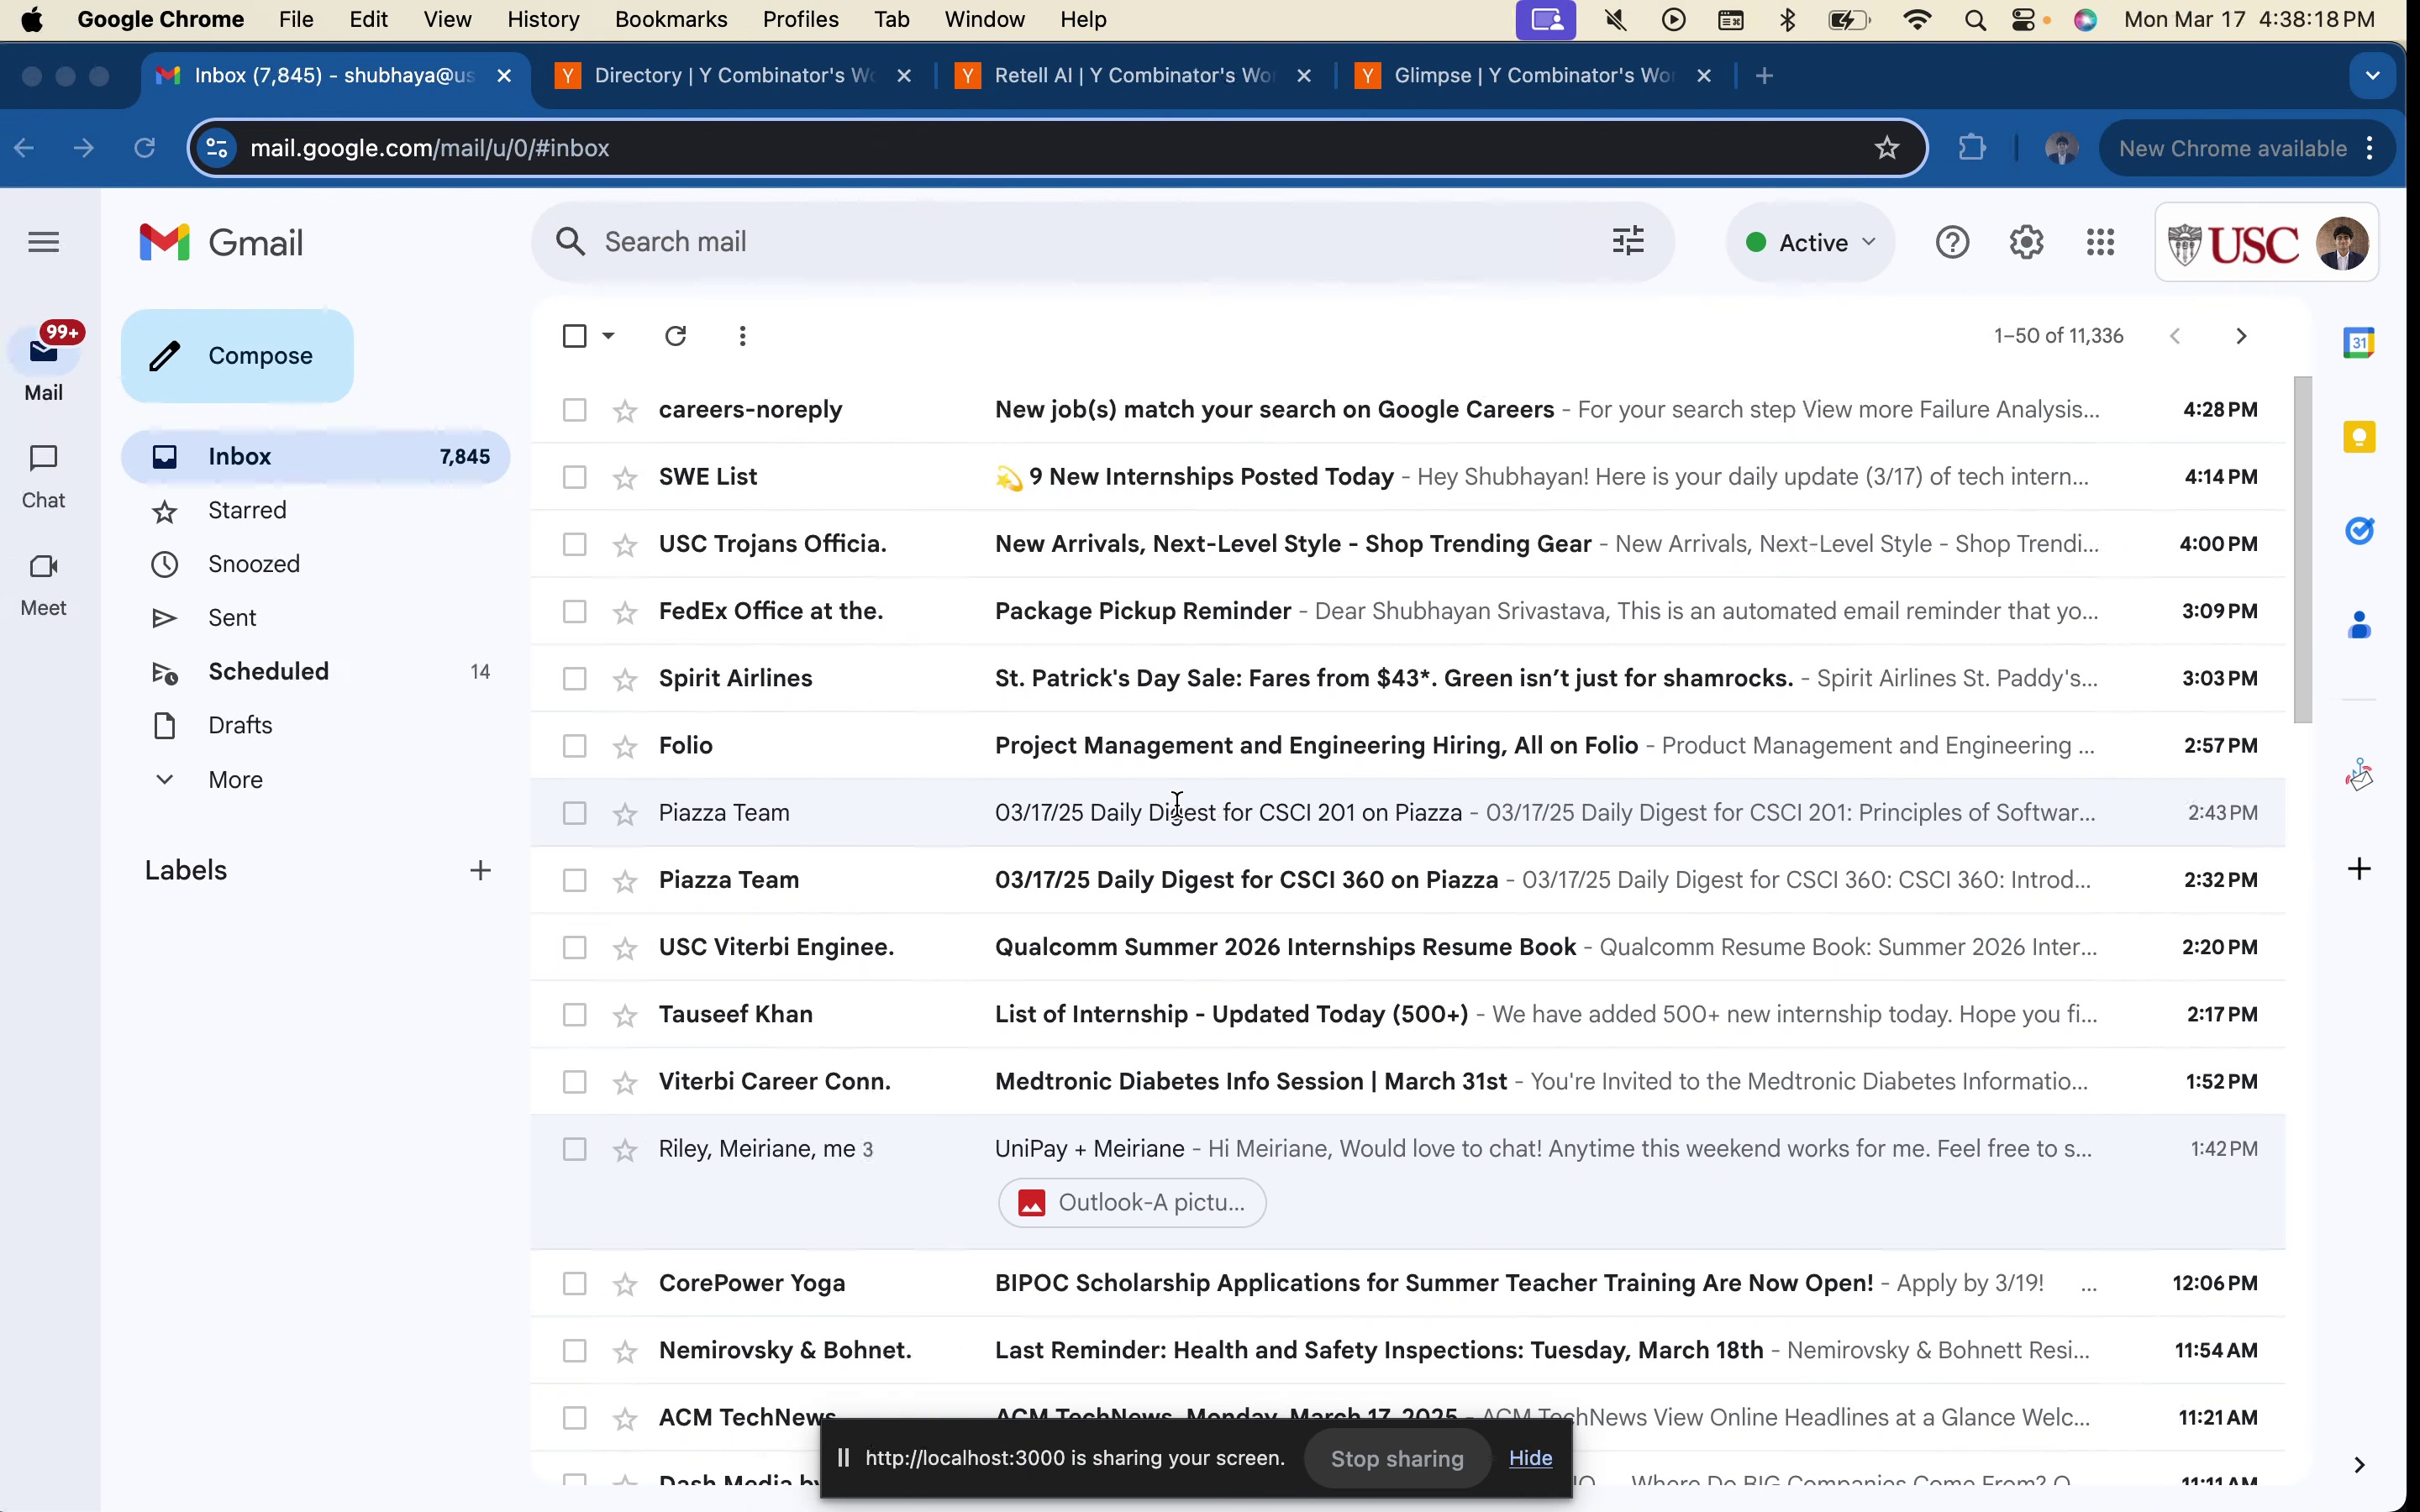 Google Chrome File Edit View History Bookmarks Profiles Tab Window Help Mon Mar 17 4:38:18 PM
Inbox (7,845) - shubhaya@us Directory | Y Combinator's Wo Retell AI | Y Combinator's Wor Glimpse | Y Combinator's Wor
mail.google.com/mail/u/0/#inbox New Chrome available
Gmail Search mail Active USC
99+
Mail
Chat
Meet
Compose
Inbox 7,845
Starred
Snoozed
Sent
Scheduled 14
Drafts
More
Labels
1–50 of 11,336
31
careers-noreply New job(s) match your search on Google Careers - For your search step View more Failure Analysis... 4:28 PM
SWE List 💫 9 New Internships Posted Today - Hey Shubhayan! Here is your daily update (3/17) of tech intern... 4:14 PM
USC Trojans Officia. New Arrivals, Next-Level Style - Shop Trending Gear - New Arrivals, Next-Level Style - Shop Trendi... 4:00 PM
FedEx Office at the. Package Pickup Reminder - Dear Shubhayan Srivastava, This is an automated email reminder that yo... 3:09 PM
Spirit Airlines St. Patrick's Day Sale: Fares from $43*. Green isn’t just for shamrocks. - Spirit Airlines St. Paddy's... 3:03 PM
Folio Project Management and Engineering Hiring, All on Folio - Product Management and Engineering ... 2:57 PM
Piazza Team 03/17/25 Daily Digest for CSCI 201 on Piazza - 03/17/25 Daily Digest for CSCI 201: Principles of Softwar... 2:43 PM
Piazza Team 03/17/25 Daily Digest for CSCI 360 on Piazza - 03/17/25 Daily Digest for CSCI 360: CSCI 360: Introd... 2:32 PM
USC Viterbi Enginee. Qualcomm Summer 2026 Internships Resume Book - Qualcomm Resume Book: Summer 2026 Inter... 2:20 PM
Tauseef Khan List of Internship - Updated Today (500+) - We have added 500+ new internship today. Hope you fi... 2:17 PM
Viterbi Career Conn. Medtronic Diabetes Info Session | March 31st - You're Invited to the Medtronic Diabetes Informatio... 1:52 PM
Riley, Meiriane, me 3 UniPay + Meiriane - Hi Meiriane, Would love to chat! Anytime this weekend works for me. Feel free to s... 1:42 PM
Outlook-A pictu...
CorePower Yoga BIPOC Scholarship Applications for Summer Teacher Training Are Now Open! - Apply by 3/19! ... 12:06 PM
Nemirovsky & Bohnet. Last Reminder: Health and Safety Inspections: Tuesday, March 18th - Nemirovsky & Bohnett Resi... 11:54 AM
ACM TechNews ACM TechNews, Monday, March 17, 2025 - ACM TechNews View Online Headlines at a Glance Welc... 11:21 AM
Dash Media by Where Do BIG Companies Come From? 11:11 AM
http://localhost:3000 is sharing your screen. Stop sharing Hide